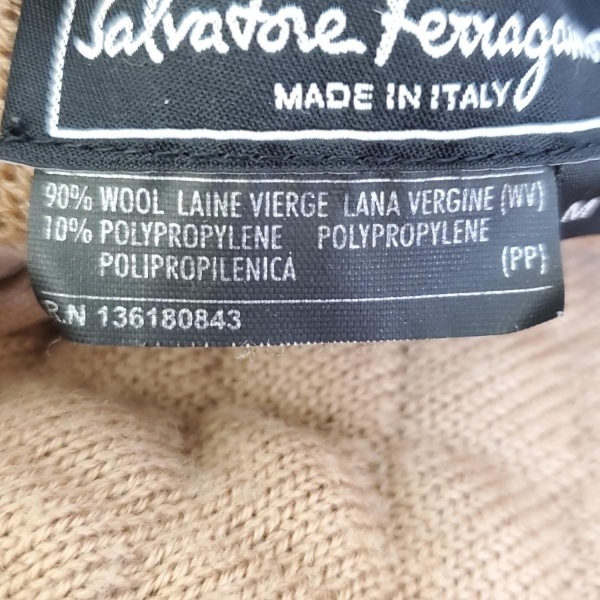 Salvatore Ferragamo
MADE IN ITALY
M
90% WOOL LAINE VIERGE LANA VERGINE (WV)
10% POLYPROPYLENE POLYPROPYLENE
POLIPROPILENICA (PP)
R.N 136180843